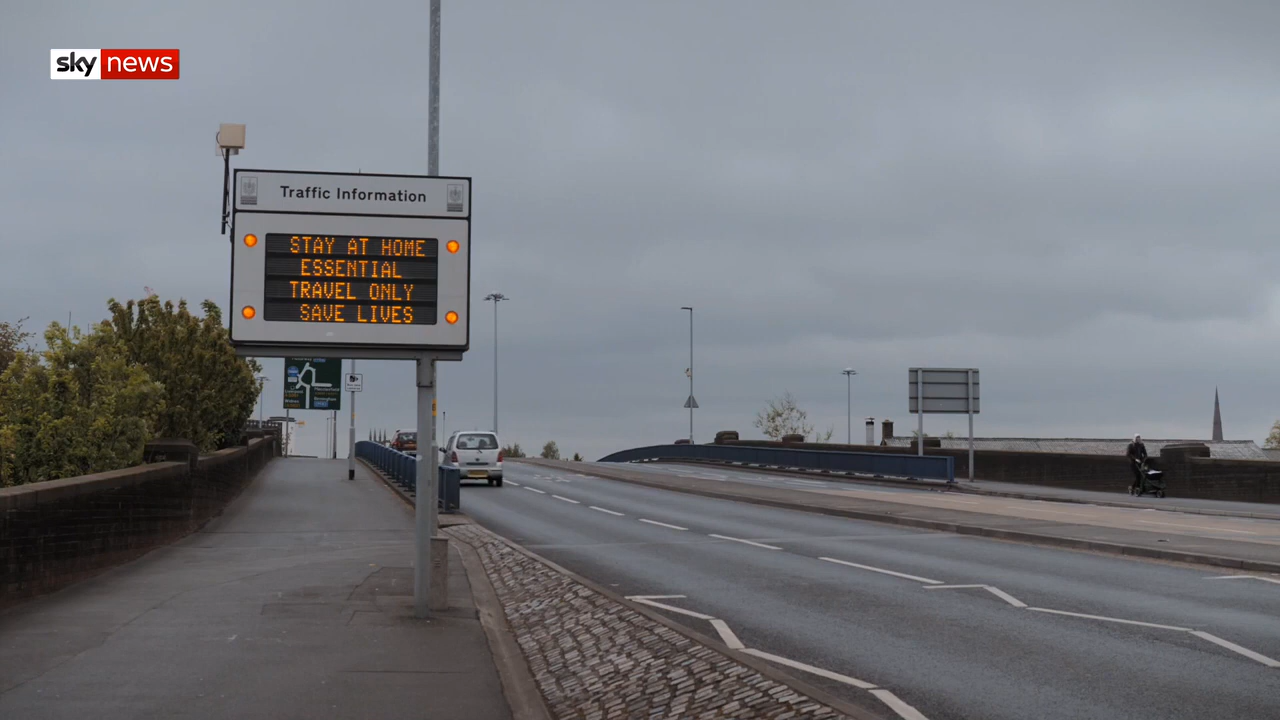 sky news
Traffic Information
STAY AT HOME
ESSENTIAL
TRAVEL ONLY
SAVE LIVES